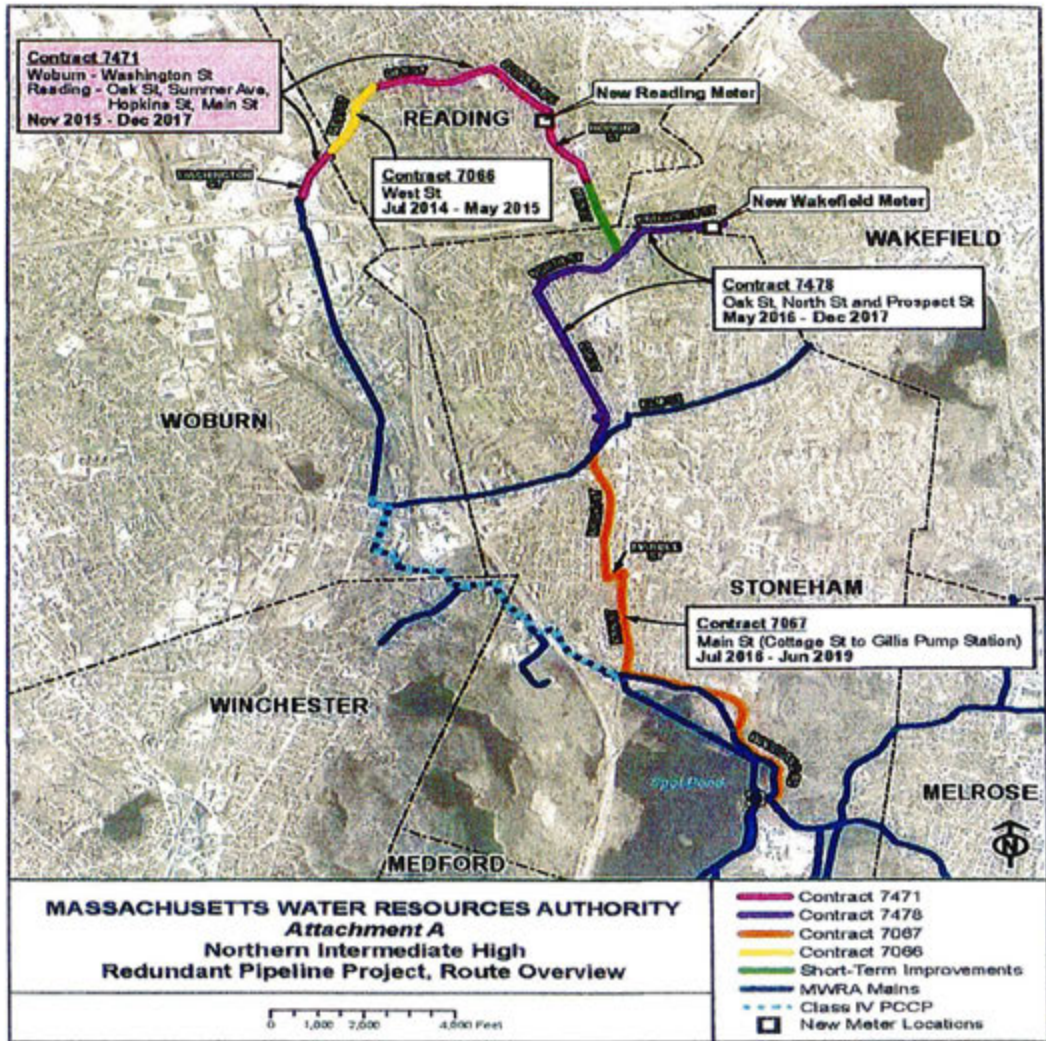 Contract 7471
Woburn - Washington St
Reading - Oak St, Summer Ave,
Hopkins St, Main St
Nov 2015 - Dec 2017
READING
New Reading Meter
HOPKINS
ST
WASHINGTON
ST
Contract 7066
West St
Jul 2014 - May 2015
New Wakefield Meter
WAKEFIELD
Contract 7478
Oak St, North St and Prospect St
May 2016 - Dec 2017
WOBURN
STONEHAM
Contract 7067
Main St (Cottage St to Gillis Pump Station)
Jul 2016 - Jun 2019
WINCHESTER
Spot Pond
MELROSE
N
MEDFORD
MASSACHUSETTS WATER RESOURCES AUTHORITY
Attachment A
Northern Intermediate High
Redundant Pipeline Project, Route Overview
0 1,000 2,000 4,000 Feet
Contract 7471
Contract 7478
Contract 7067
Contract 7066
Short-Term Improvements
MWRA Mains
Class IV PCCP
New Meter Locations